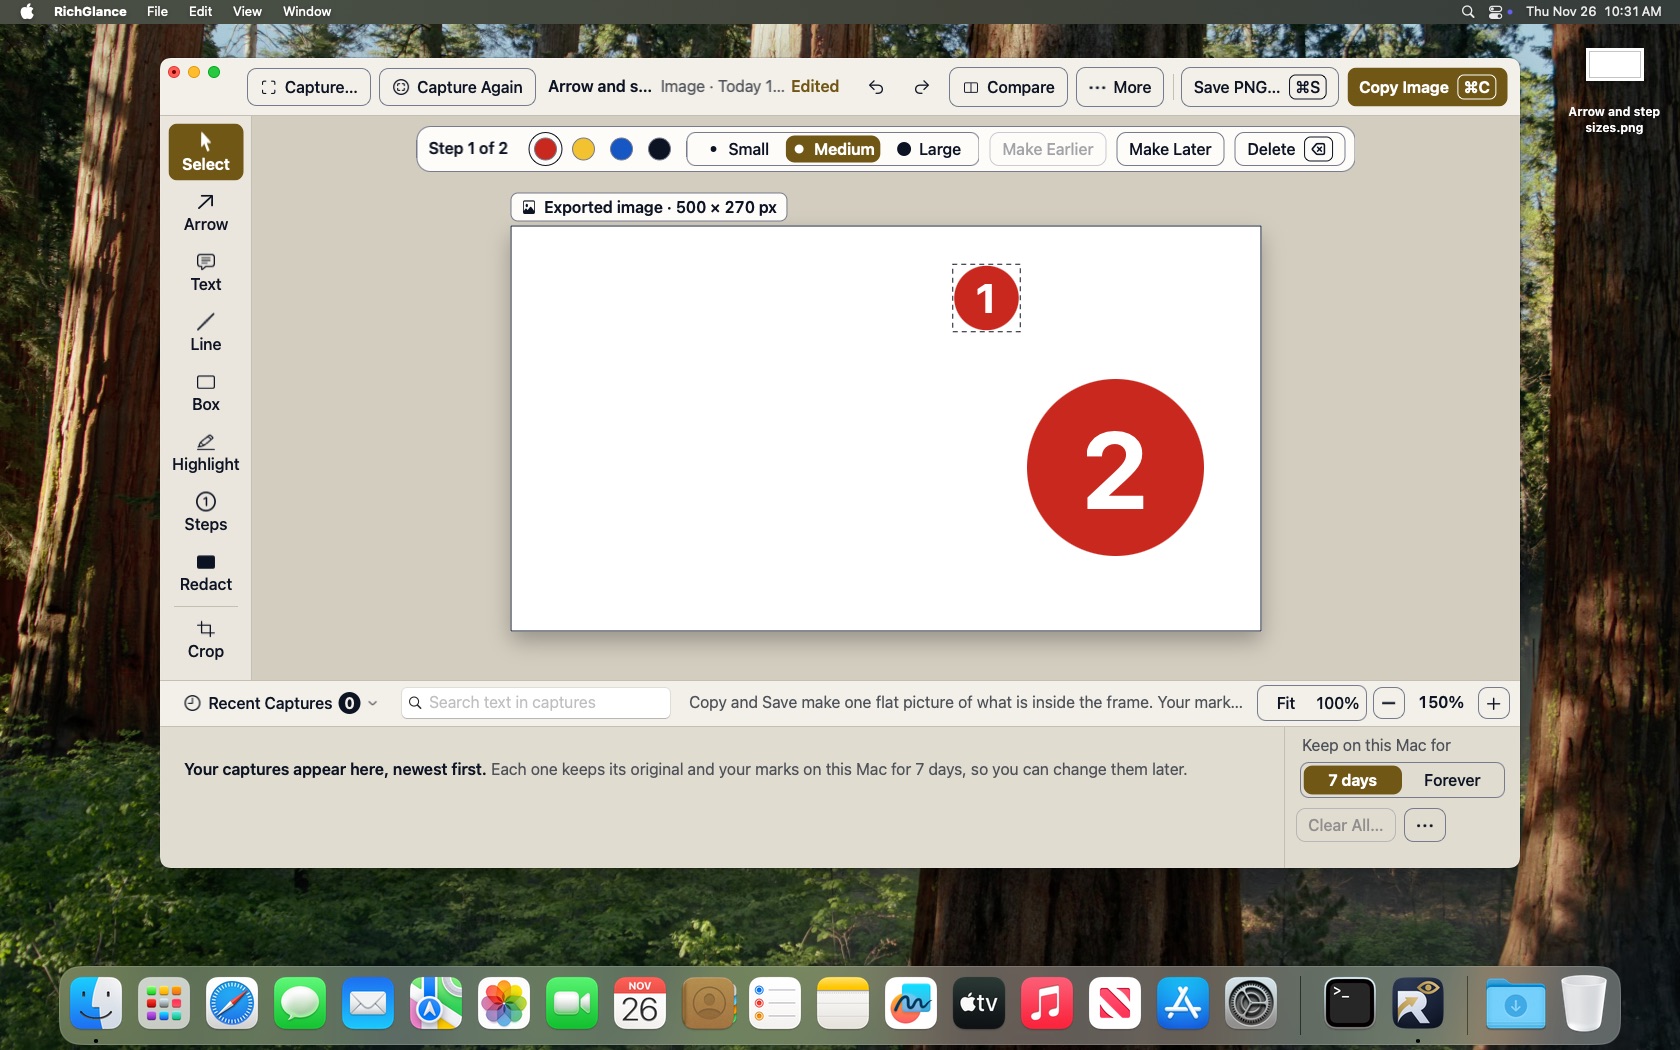 RichGlance File Edit View Window Thu Nov 26 10:31 AM
Capture... Capture Again Arrow and s... Image · Today 1... Edited Compare ··· More Save PNG... ⌘S Copy Image ⌘C
Arrow and step
sizes.png
Select
Arrow
Text
Line
Box
Highlight
1
Steps
Redact
Crop
Step 1 of 2 Small Medium Large Make Earlier Make Later Delete
Exported image · 500 × 270 px
1
2
Recent Captures 0 Search text in captures Copy and Save make one flat picture of what is inside the frame. Your mark... Fit 100% − 150% +
Your captures appear here, newest first. Each one keeps its original and your marks on this Mac for 7 days, so you can change them later.
Keep on this Mac for
7 days Forever
Clear All... ···
NOV
26
tv
>_